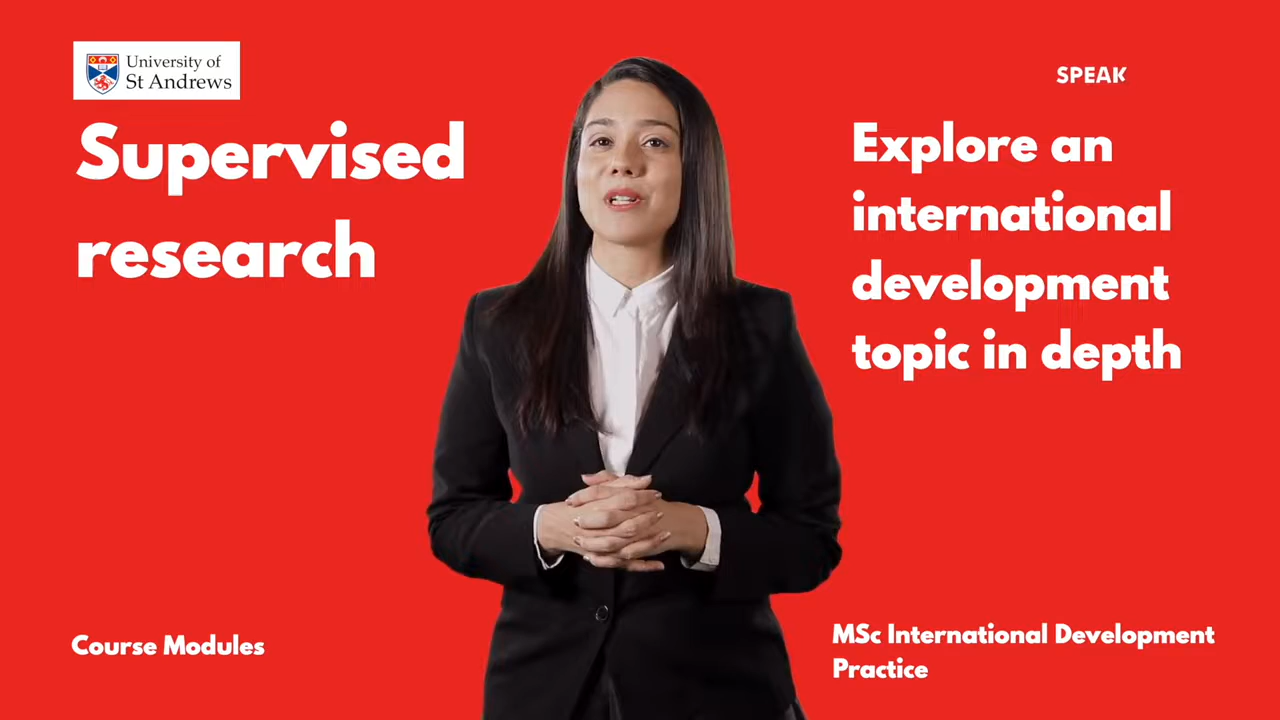 University of
St Andrews
SPEAK
Supervised
research
Explore an
international
development
topic in depth
Course Modules
MSc International Development
Practice